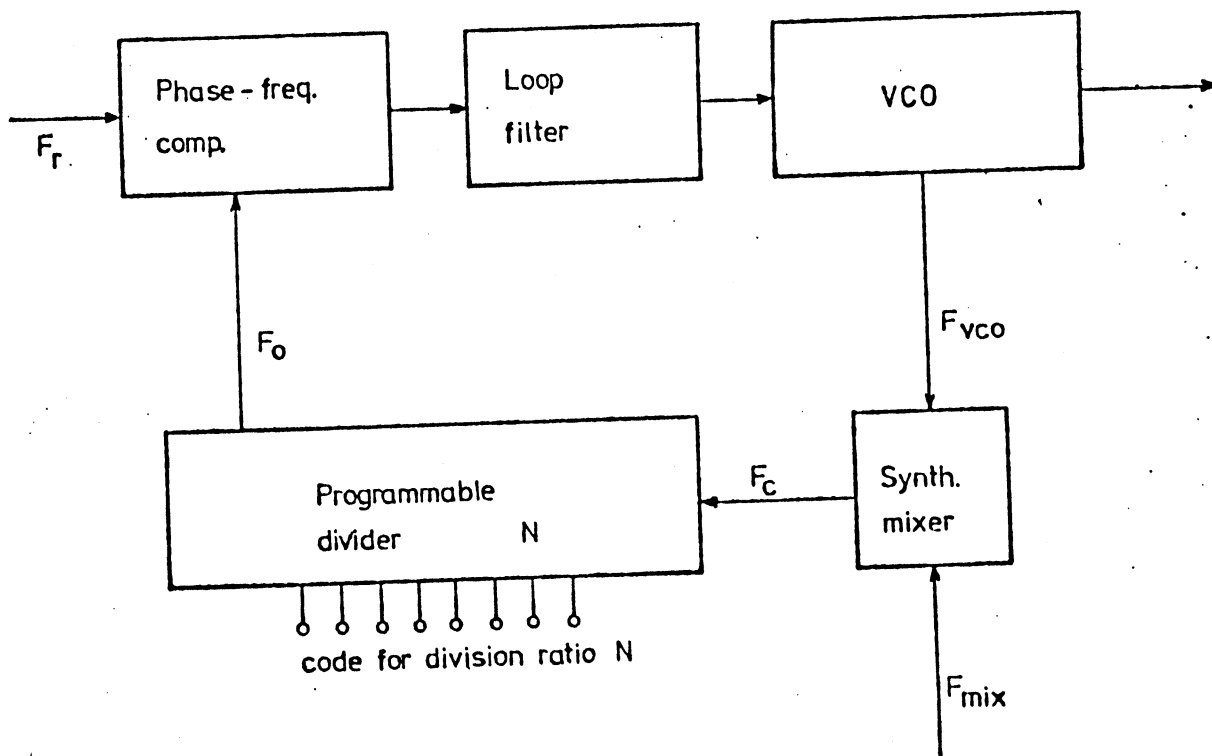 Phase-freq.
comp.
Loop
filter
VCO
Fr
Fo
Fvco
Programmable
divider N
Fc
Synth.
mixer
code for division ratio N
Fmix